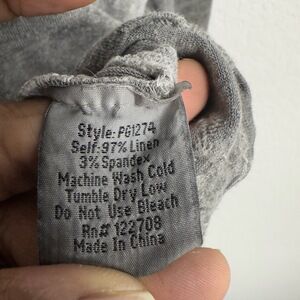 Style: PG1274
Self: 97% Linen
3% Spandex
Machine Wash Cold
Tumble Dry Low
Do Not Use Bleach
Rn# 122708
Made In China